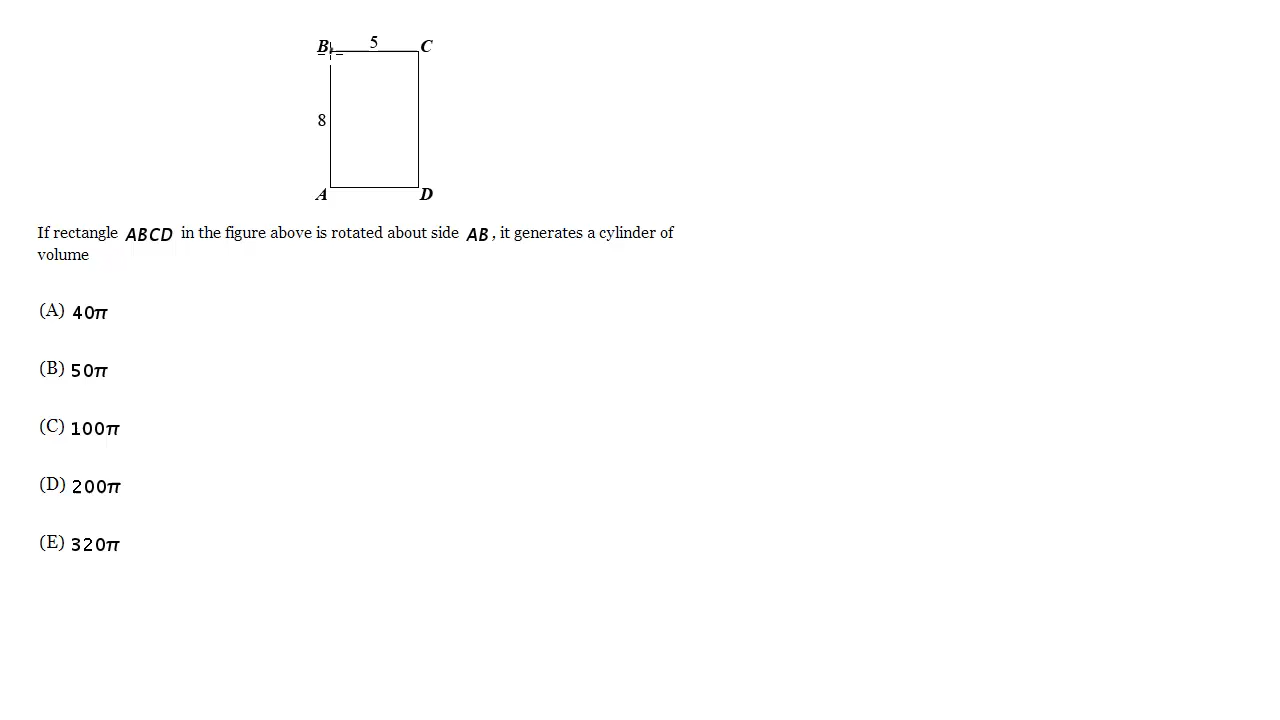 B 5 C
8
A D
If rectangle ABCD in the figure above is rotated about side AB, it generates a cylinder of
volume
(A) 40π
(B) 50π
(C) 100π
(D) 200π
(E) 320π